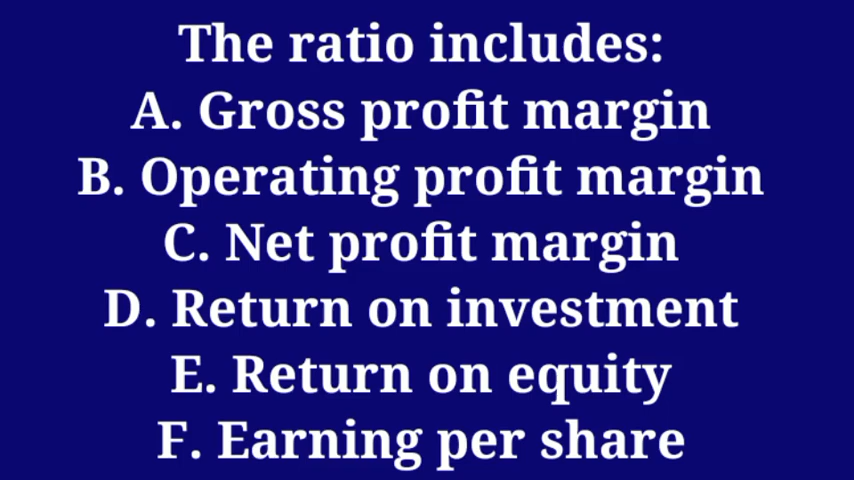 The ratio includes:
A. Gross profit margin
B. Operating profit margin
C. Net profit margin
D. Return on investment
E. Return on equity
F. Earning per share